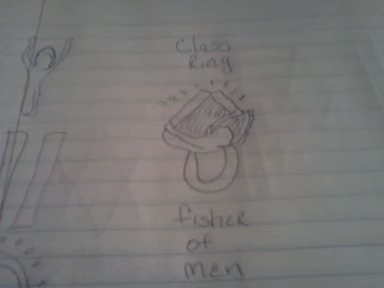 Class
Ring
fisher
of
men